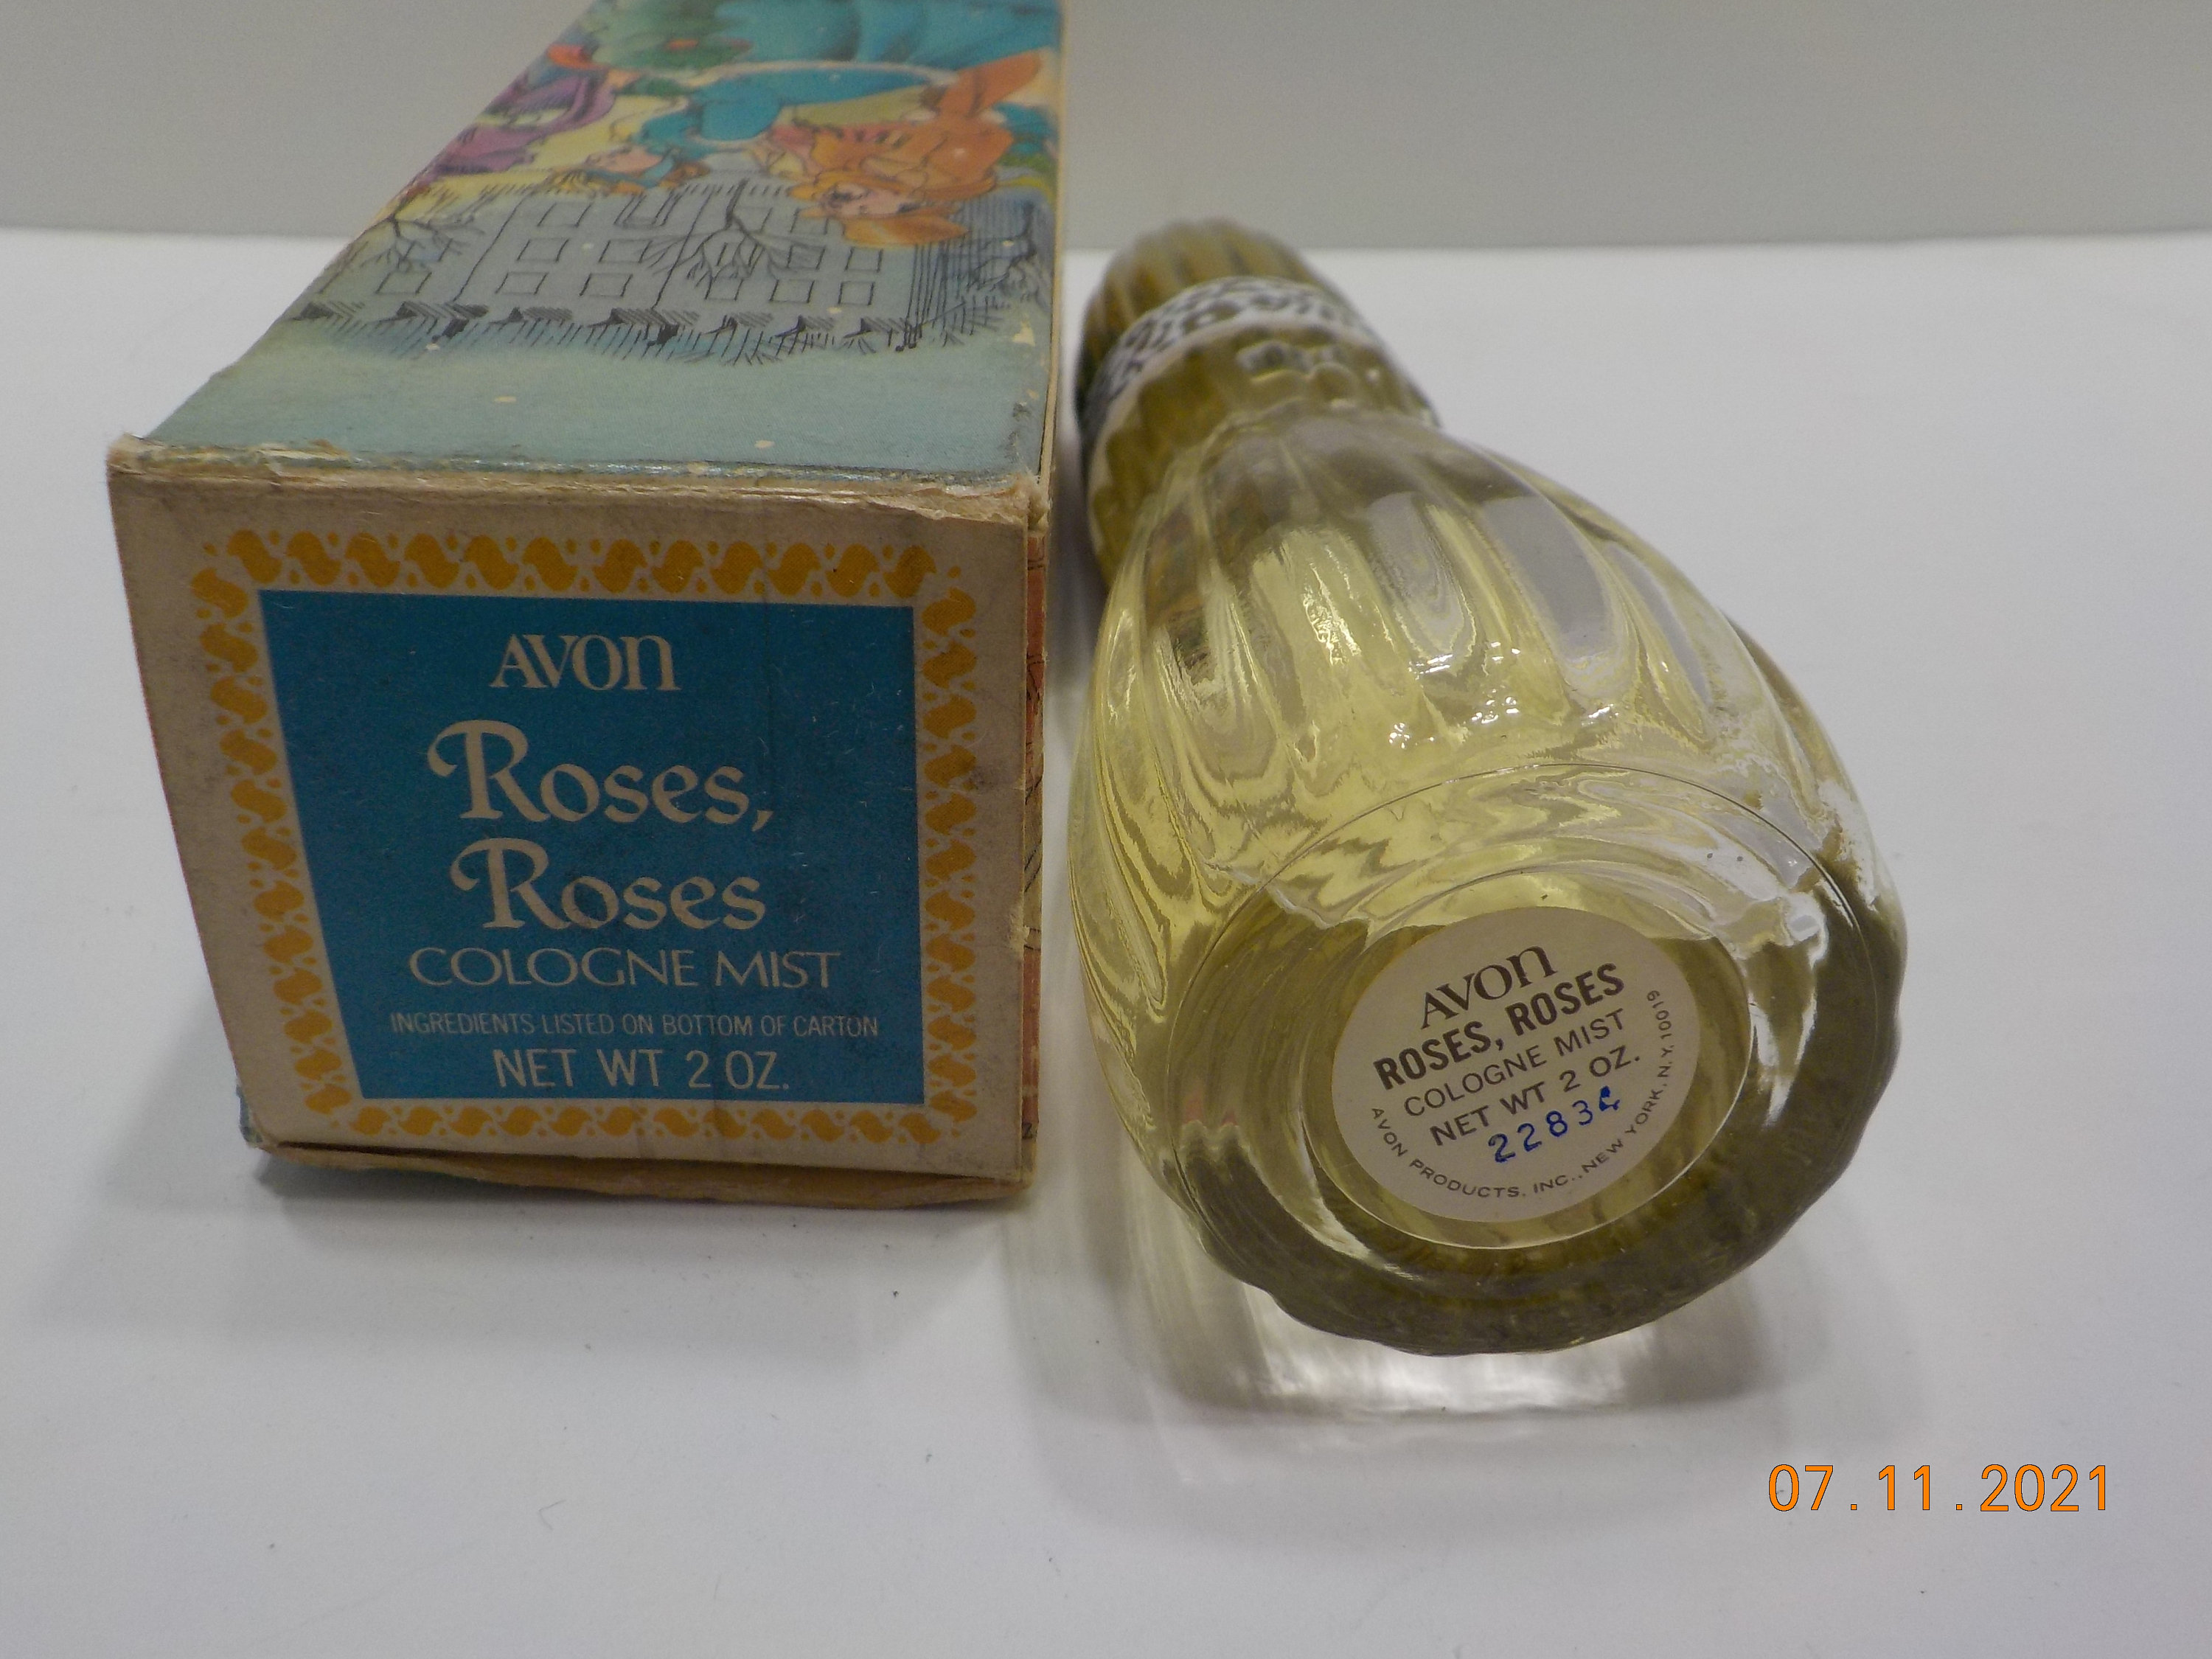 AVON
Roses,
Roses
COLOGNE MIST
INGREDIENTS LISTED ON BOTTOM OF CARTON
NET WT 2 OZ.
AVON
ROSES, ROSES
COLOGNE MIST
NET WT 2 OZ.
22834
AVON PRODUCTS, INC., NEW YORK, N.Y. 10019
07.11.2021